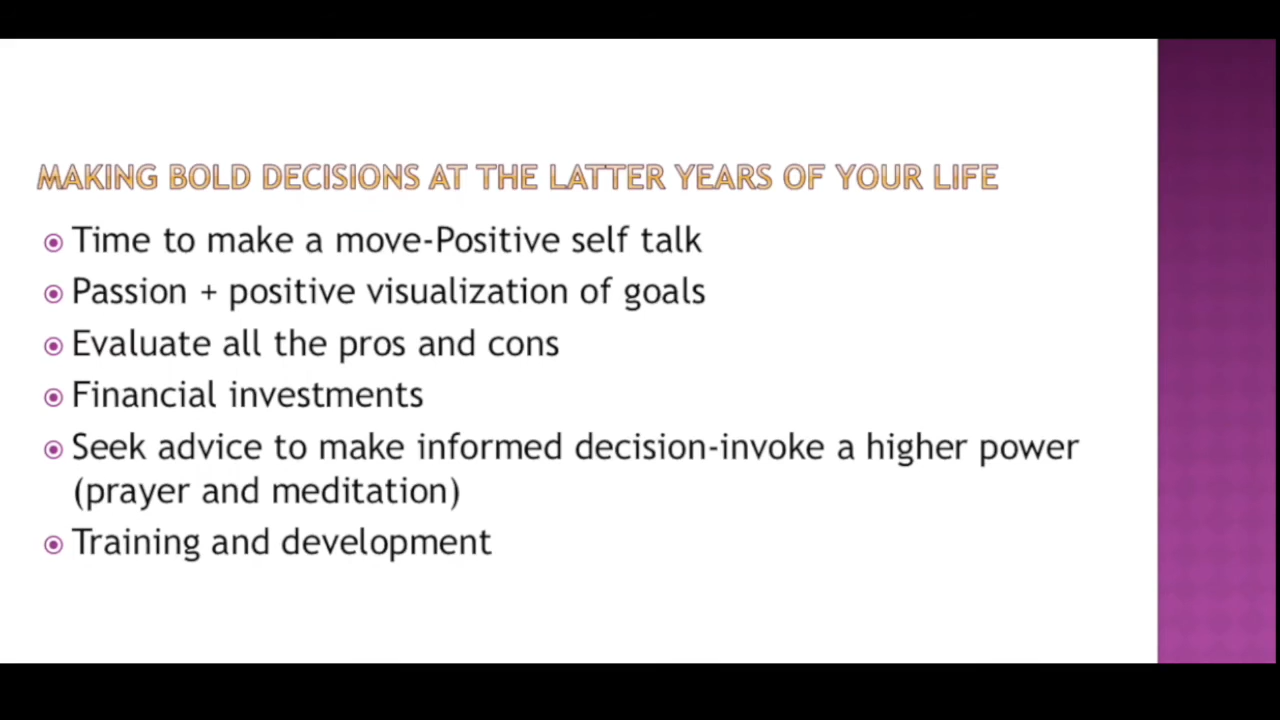 MAKING BOLD DECISIONS AT THE LATTER YEARS OF YOUR LIFE
Time to make a move-Positive self talk
Passion + positive visualization of goals
Evaluate all the pros and cons
Financial investments
Seek advice to make informed decision-invoke a higher power
(prayer and meditation)
Training and development